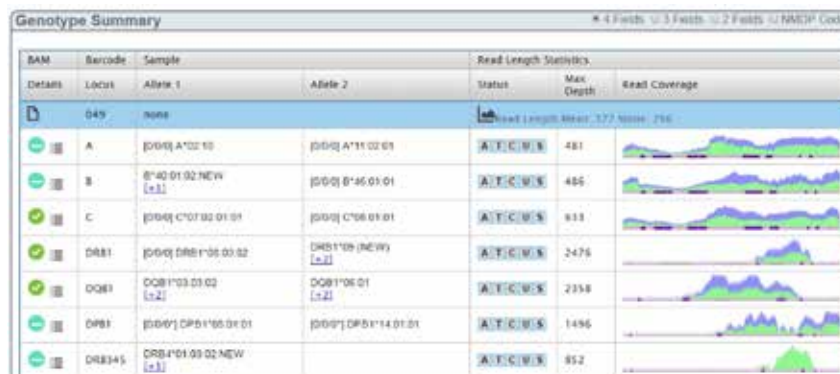 Genotype Summary
4 Fields 3 Fields 2 Fields NMDP Cod
BAM Barcode Sample Read Length Statistics
Details Locus Allele 1 Allele 2 Status Max Depth Read Coverage
049 none Read Length Mean: 177
A [0/0/0] A*02:10 [0/0/0] A*11:02:01 A T C U S 481
B B*40:01:02:NEW [0/0/0] B*46:01:01 A T C U S 486
[+3]
C [0/0/0] C*07:02:01:01 [0/0/0] C*08:01:01 A T C U S 633
DRB1 [0/0/0] DRB1*08:03:02 DRB1*09 (NEW) A T C U S 2476
[+2]
DQB1 DQB1*03:03:02 DQB1*06:01 A T C U S 2358
[+2] [+2]
DPB1 [0/0/0*] DPB1*05:01:01 [0/0/0*] DPB1*14:01:01 A T C U S 1496
DRB345 DRB4*01:03:02:NEW A T C U S 852